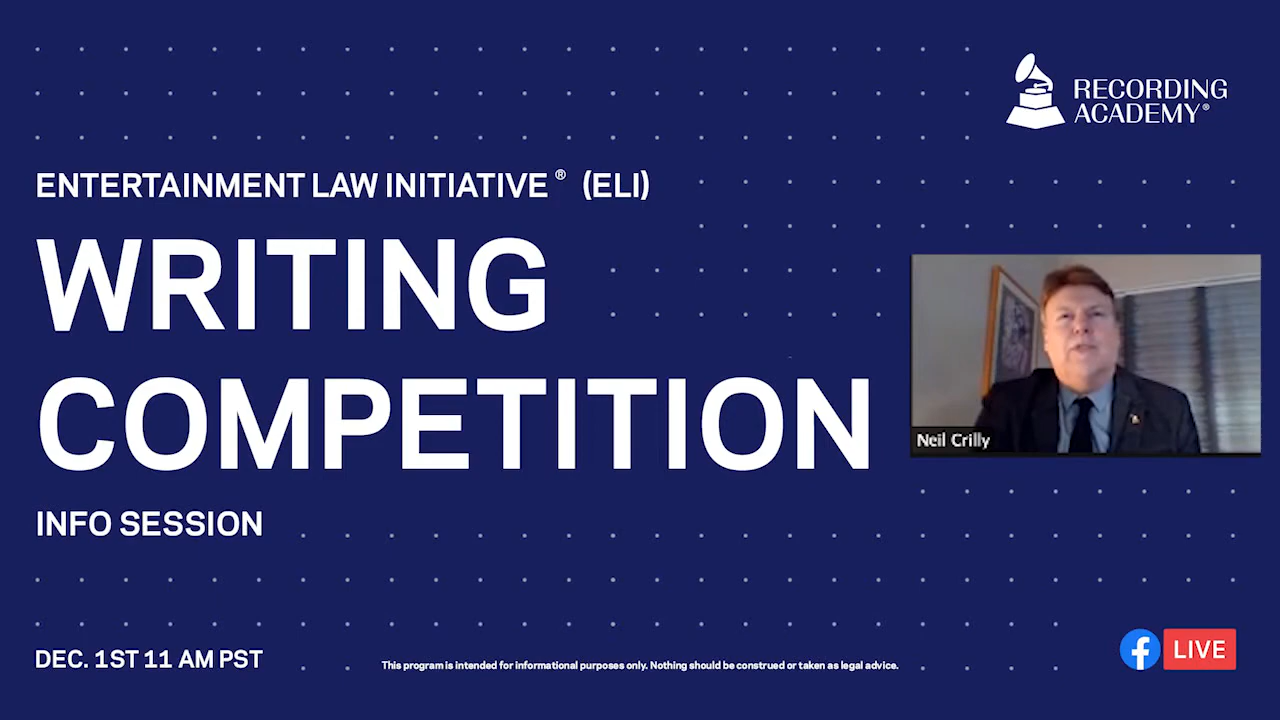 RECORDING
ACADEMY®
ENTERTAINMENT LAW INITIATIVE® (ELI)
WRITING
COMPETITION
Neil Crilly
INFO SESSION
DEC. 1ST 11 AM PST
This program is intended for informational purposes only. Nothing should be construed or taken as legal advice.
LIVE